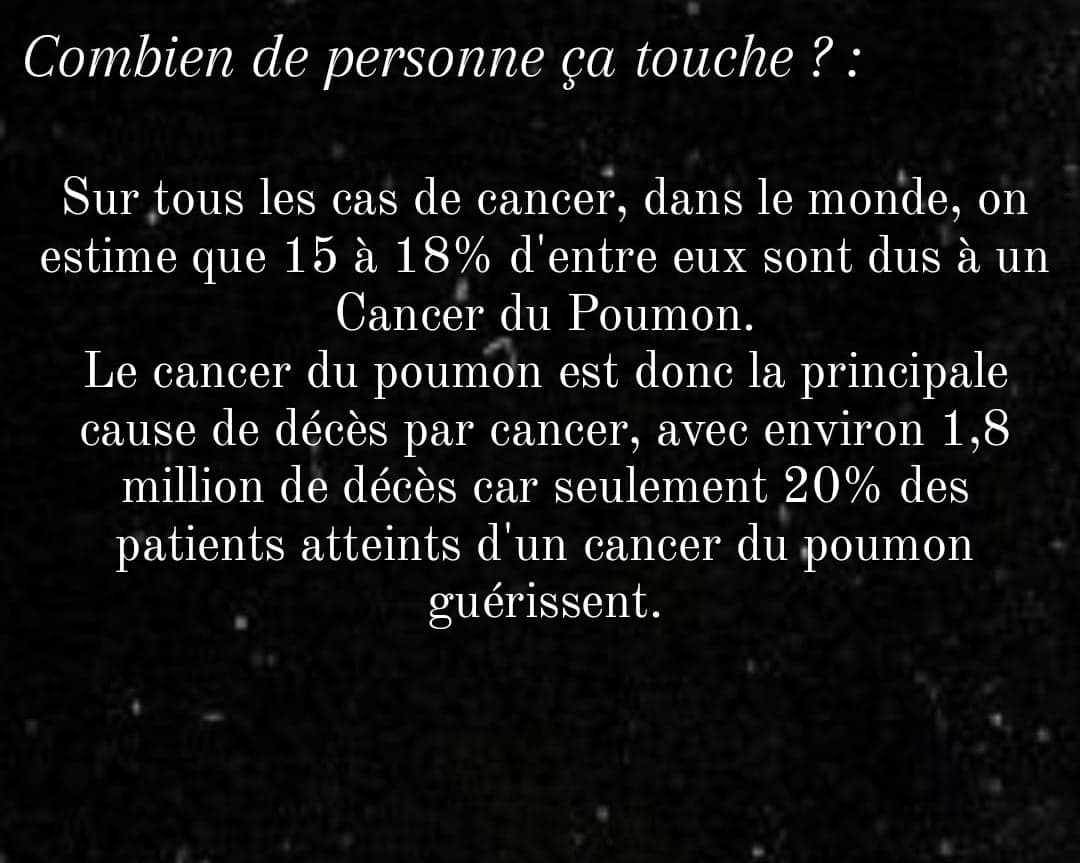 Combien de personne ça touche ? :
Sur tous les cas de cancer, dans le monde, on
estime que 15 à 18% d'entre eux sont dus à un
Cancer du Poumon.
Le cancer du poumon est donc la principale
cause de décès par cancer, avec environ 1,8
million de décès car seulement 20% des
patients atteints d'un cancer du poumon
guérissent.